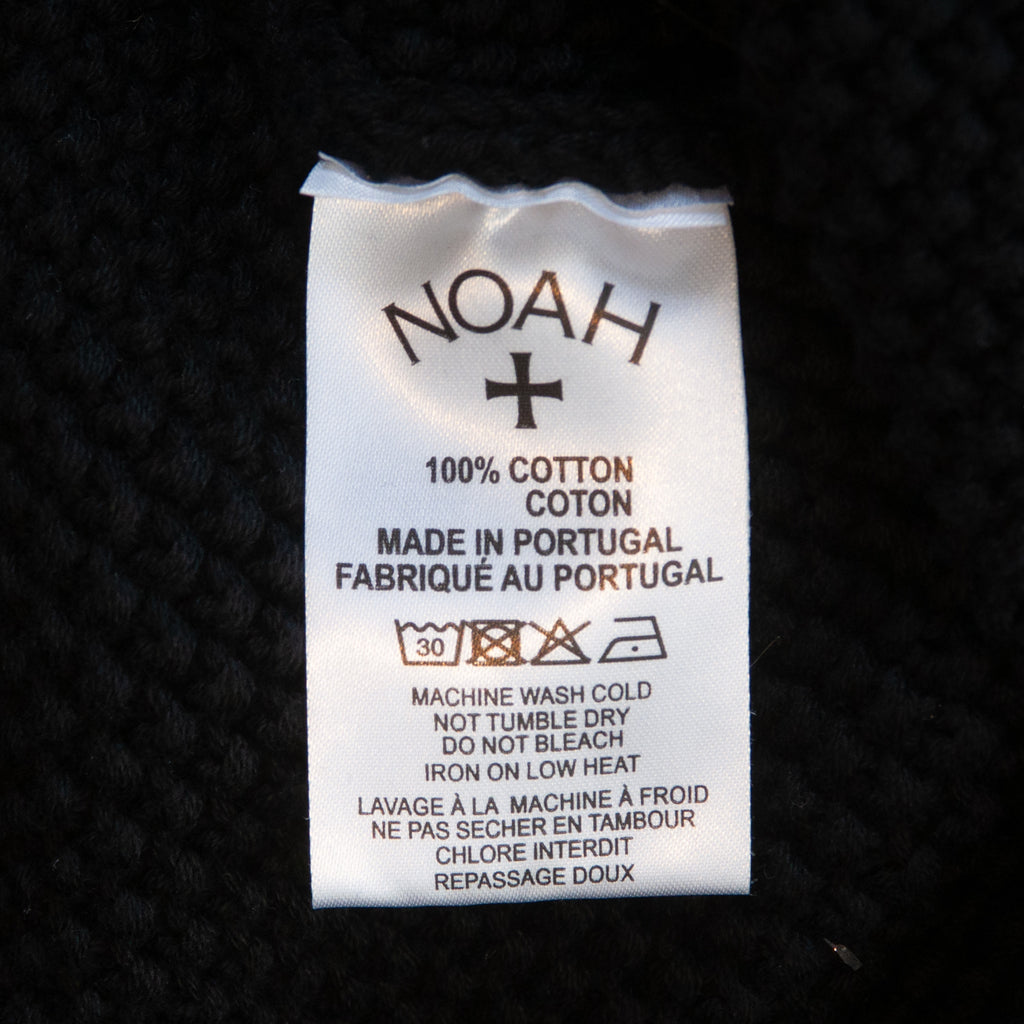 NOAH
100% COTTON
COTON
MADE IN PORTUGAL
FABRIQUÉ AU PORTUGAL
30
MACHINE WASH COLD
NOT TUMBLE DRY
DO NOT BLEACH
IRON ON LOW HEAT
LAVAGE À LA MACHINE À FROID
NE PAS SECHER EN TAMBOUR
CHLORE INTERDIT
REPASSAGE DOUX